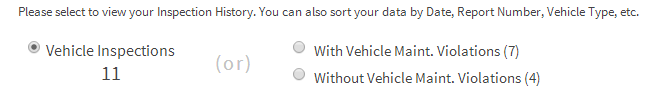 Please select to view your Inspection History. You can also sort your data by Date, Report Number, Vehicle Type, etc.
Vehicle Inspections
11
(or)
With Vehicle Maint. Violations (7)
Without Vehicle Maint. Violations (4)